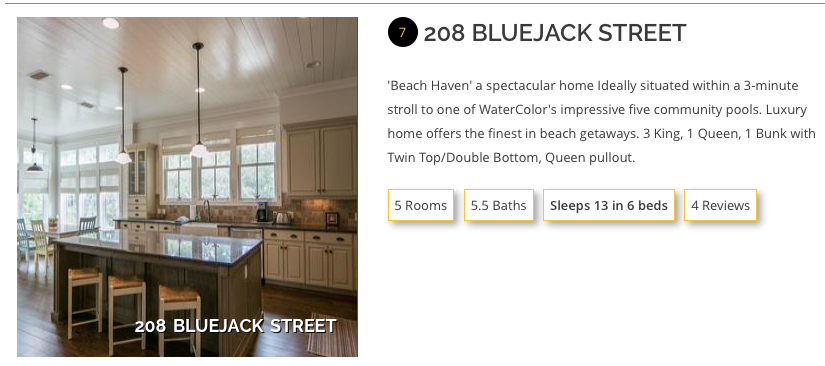 7 208 BLUEJACK STREET
'Beach Haven' a spectacular home Ideally situated within a 3-minute
stroll to one of WaterColor's impressive five community pools. Luxury
home offers the finest in beach getaways. 3 King, 1 Queen, 1 Bunk with
Twin Top/Double Bottom, Queen pullout.
5 Rooms 5.5 Baths Sleeps 13 in 6 beds 4 Reviews
208 BLUEJACK STREET